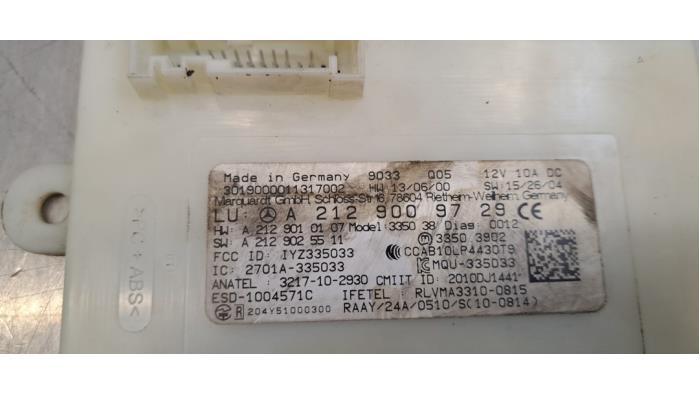 Made in Germany 9033 Q05 12V 10A DC
3019000011317002 HW 13/06/00 SW 15/26/04
Marquardt GmbH, Schloss-Str.16, 78604 Rietheim-Weilheim, Germany
LU: A 212 900 97 29 CE
HW: A 212 901 01 07 Model: 3350 38 Diag: 0012
SW: A 212 902 55 11 3350 3902
FCC ID: IYZ335033 CCAB10LP4430T9
IC: 2701A-335033 MQU-335033
ANATEL : 3217-10-2930 CMIIT ID: 2010DJ1441
ESD-1004571C IFETEL: RLVMA3310-0815
R 204Y51000300 RAAY/24A/0510/S(10-0814)
+ ABS<